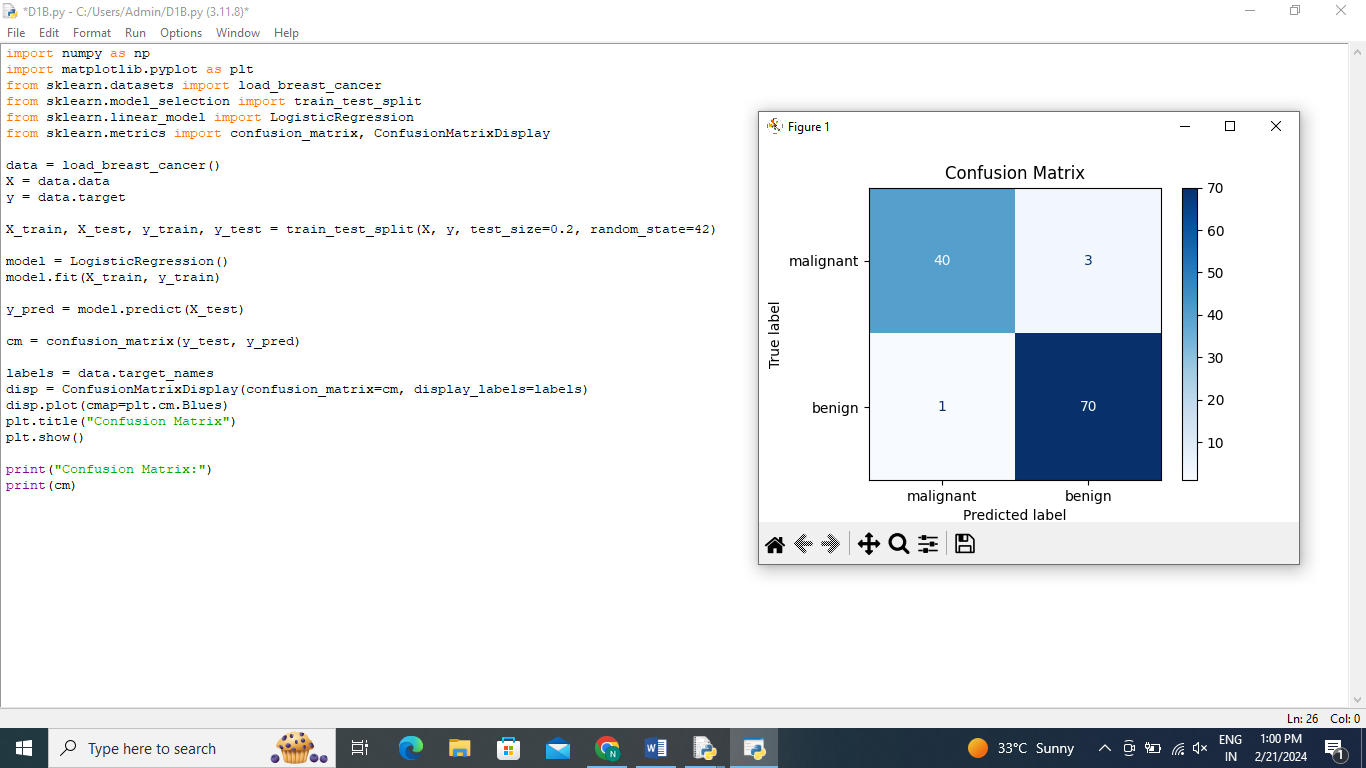 *D1B.py - C:/Users/Admin/D1B.py (3.11.8)*
File Edit Format Run Options Window Help
import numpy as np
import matplotlib.pyplot as plt
from sklearn.datasets import load_breast_cancer
from sklearn.model_selection import train_test_split
from sklearn.linear_model import LogisticRegression
from sklearn.metrics import confusion_matrix, ConfusionMatrixDisplay
data = load_breast_cancer()
X = data.data
y = data.target
X_train, X_test, y_train, y_test = train_test_split(X, y, test_size=0.2, random_state=42)
model = LogisticRegression()
model.fit(X_train, y_train)
y_pred = model.predict(X_test)
cm = confusion_matrix(y_test, y_pred)
labels = data.target_names
disp = ConfusionMatrixDisplay(confusion_matrix=cm, display_labels=labels)
disp.plot(cmap=plt.cm.Blues)
plt.title("Confusion Matrix")
plt.show()
print("Confusion Matrix:")
print(cm)
Figure 1
Confusion Matrix
True label
malignant 40 3
benign 1 70
malignant benign
Predicted label
70
60
50
40
30
20
10
Ln: 26 Col: 0
Type here to search
33°C Sunny
ENG
IN
1:00 PM
2/21/2024
1